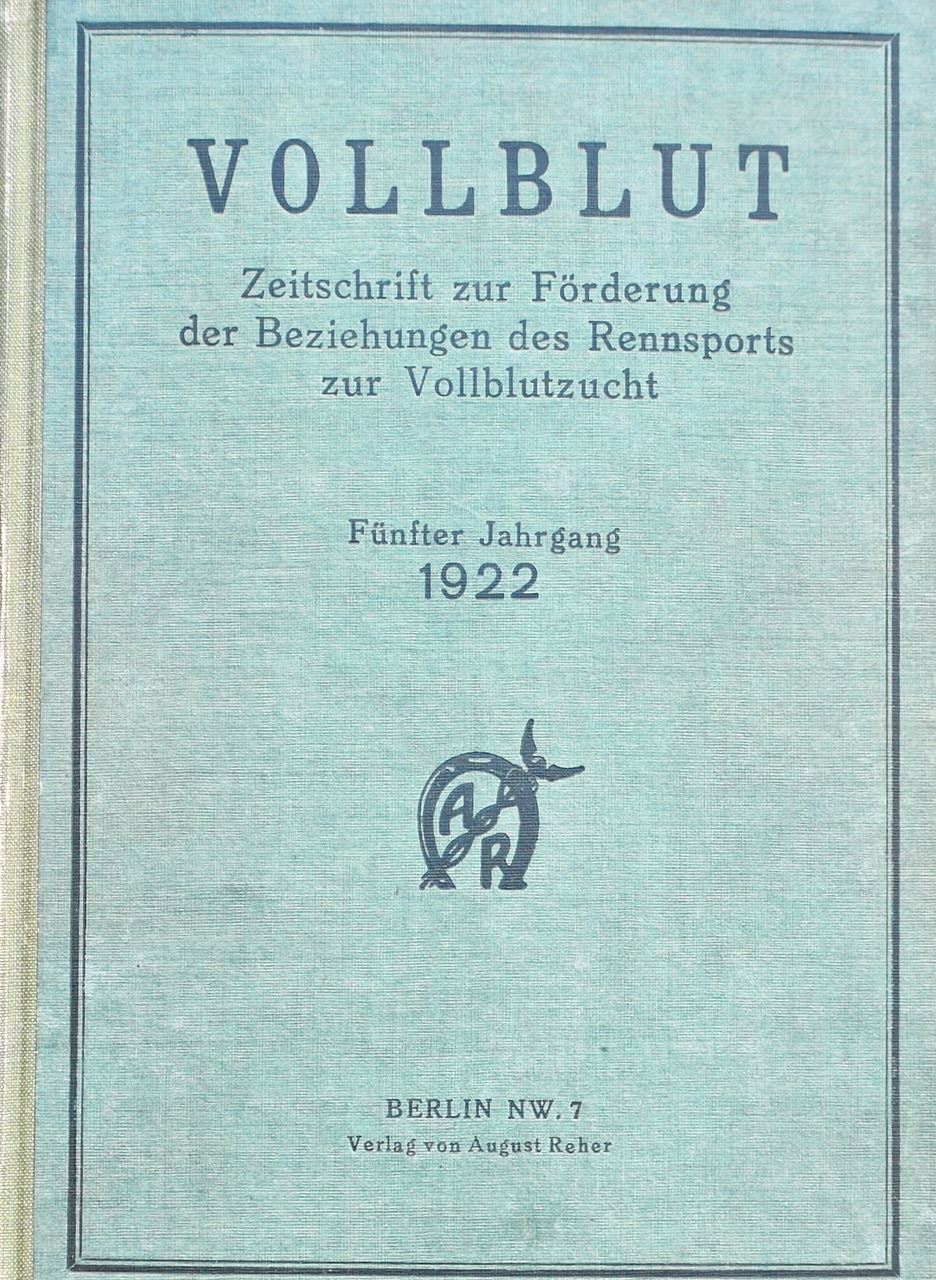 VOLLBLUT
Zeitschrift zur Förderung
der Beziehungen des Rennsports
zur Vollblutzucht
Fünfter Jahrgang
1922
A A
R
BERLIN NW. 7
Verlag von August Reher